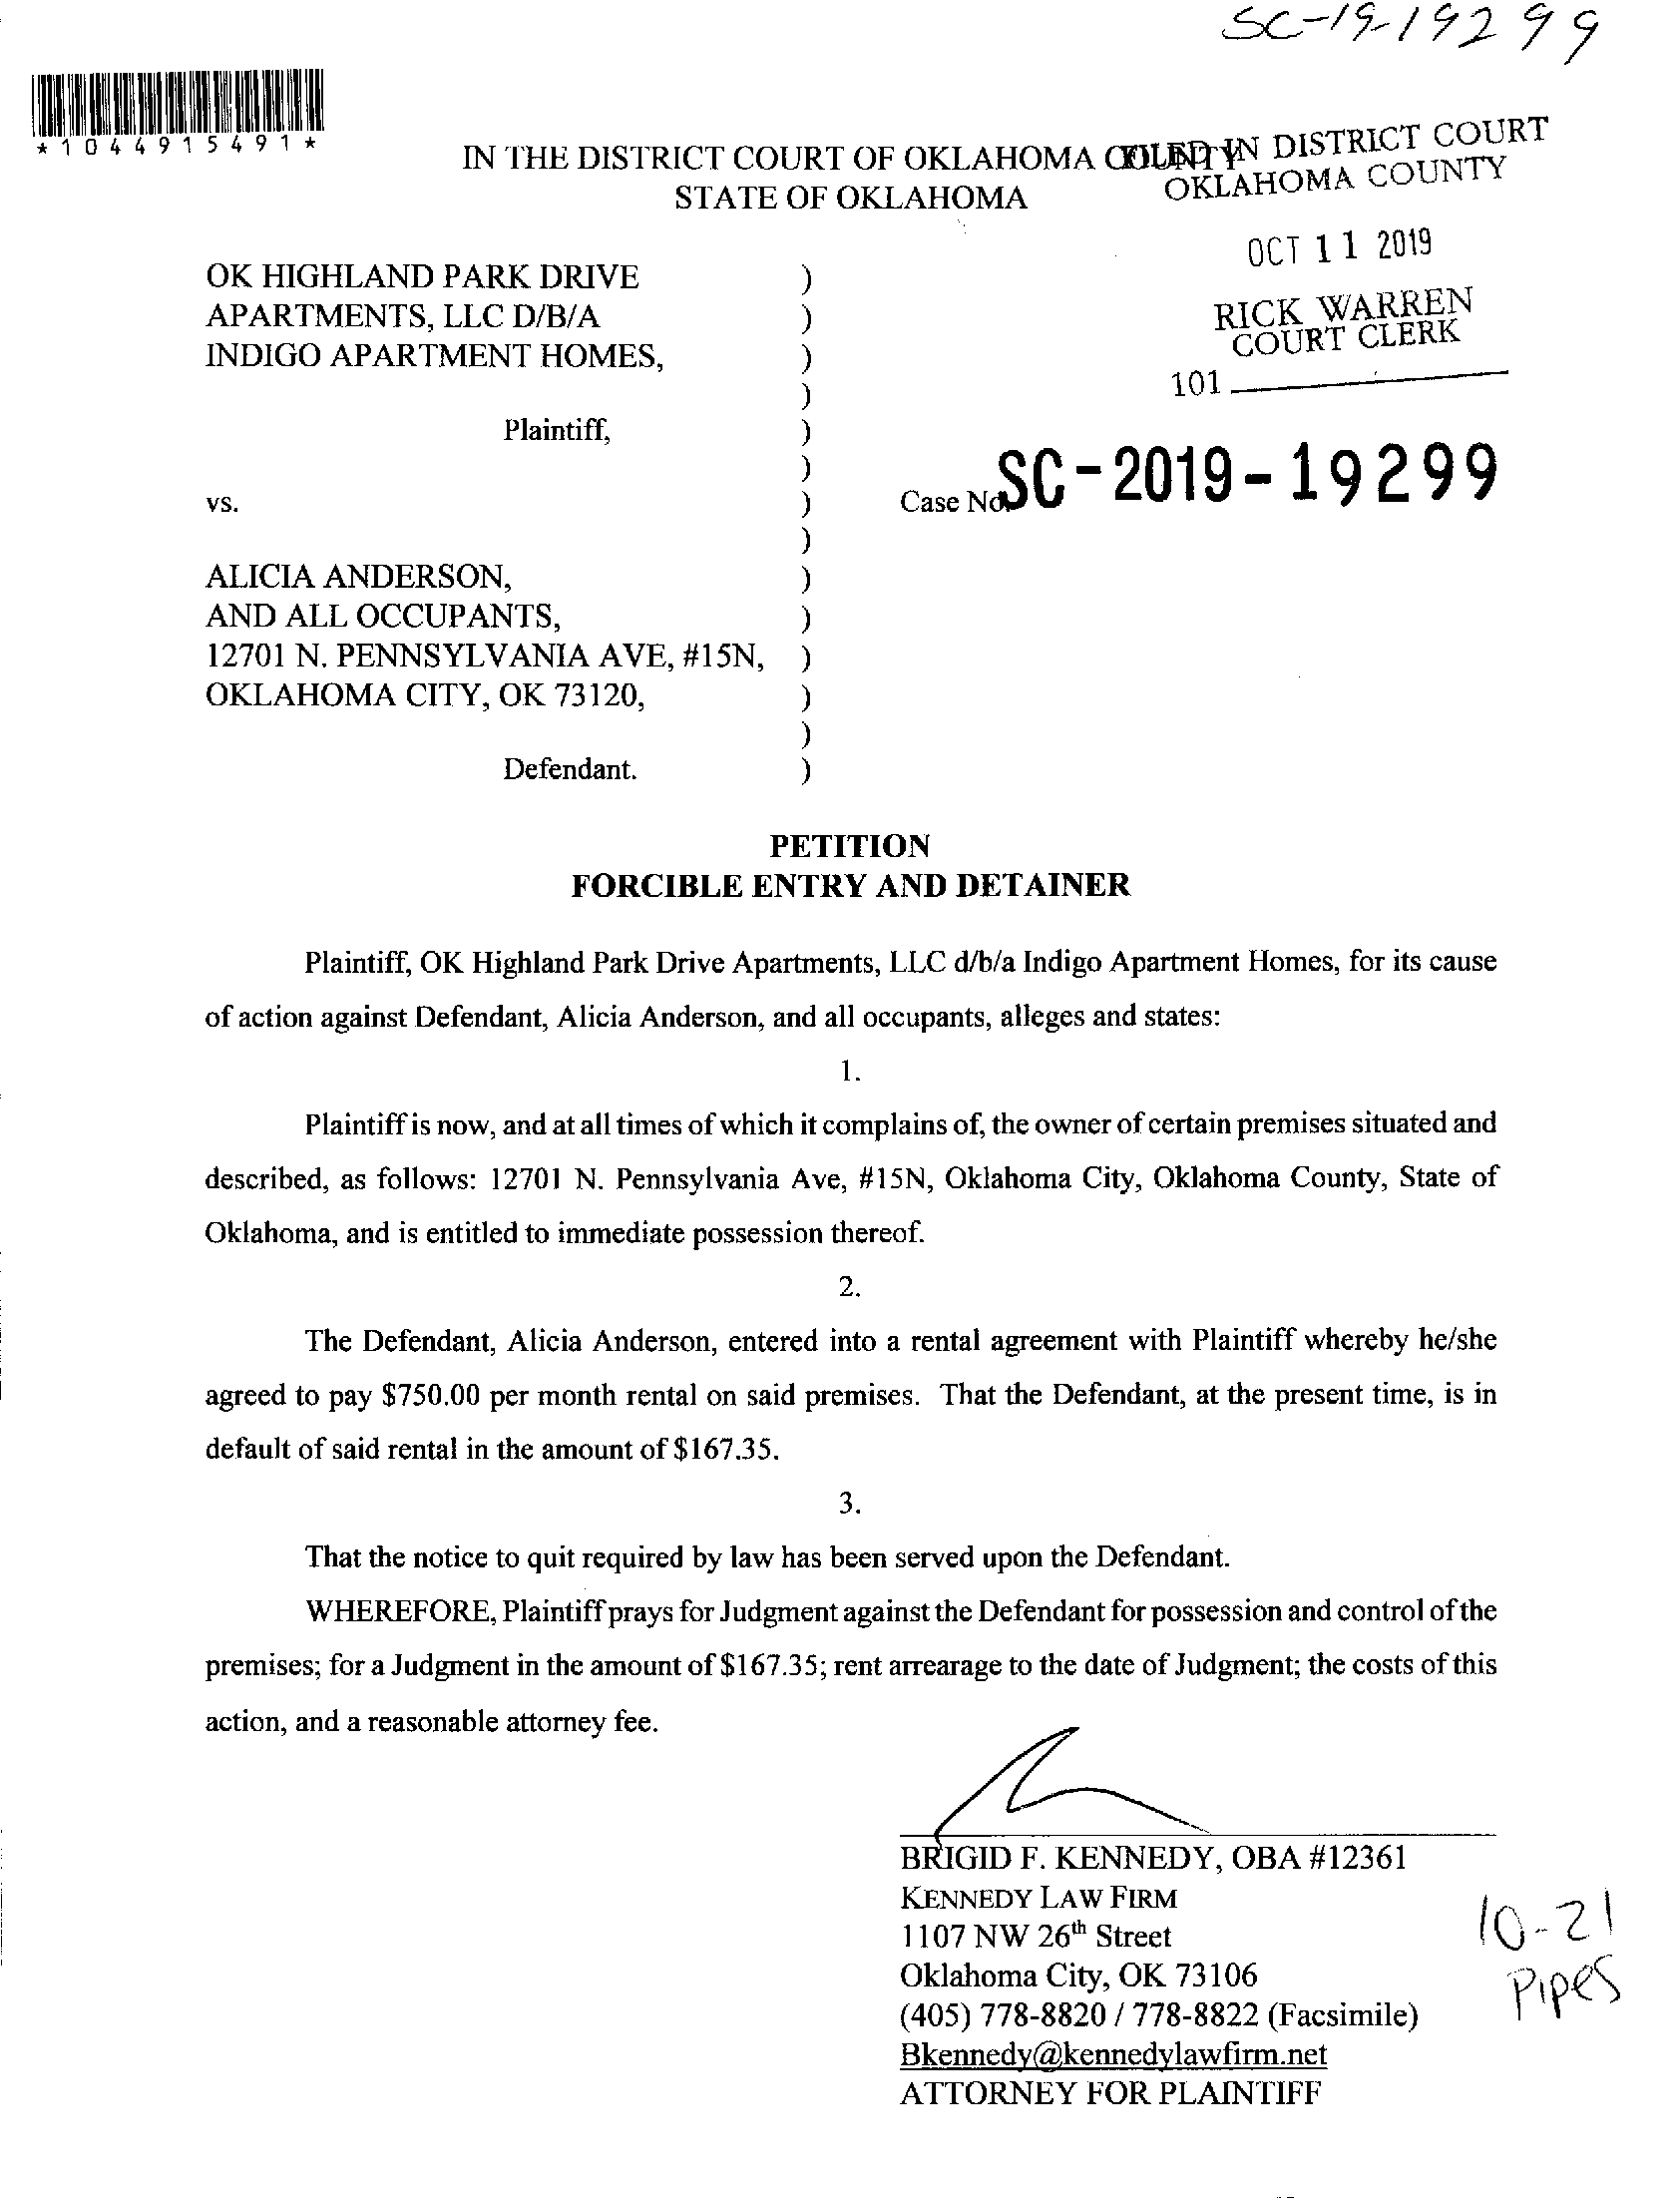 SC-19-19299
*1044915491*
IN THE DISTRICT COURT OF OKLAHOMA COUNTY
STATE OF OKLAHOMA
FILED IN DISTRICT COURT
OKLAHOMA COUNTY
OCT 11 2019
RICK WARREN
COURT CLERK
101
OK HIGHLAND PARK DRIVE )
APARTMENTS, LLC D/B/A )
INDIGO APARTMENT HOMES, )
)
Plaintiff, )
)
vs. ) Case No. SC-2019-19299
)
ALICIA ANDERSON, )
AND ALL OCCUPANTS, )
12701 N. PENNSYLVANIA AVE, #15N, )
OKLAHOMA CITY, OK 73120, )
)
Defendant. )
PETITION
FORCIBLE ENTRY AND DETAINER
Plaintiff, OK Highland Park Drive Apartments, LLC d/b/a Indigo Apartment Homes, for its cause
of action against Defendant, Alicia Anderson, and all occupants, alleges and states:
1.
Plaintiff is now, and at all times of which it complains of, the owner of certain premises situated and
described, as follows: 12701 N. Pennsylvania Ave, #15N, Oklahoma City, Oklahoma County, State of
Oklahoma, and is entitled to immediate possession thereof.
2.
The Defendant, Alicia Anderson, entered into a rental agreement with Plaintiff whereby he/she
agreed to pay $750.00 per month rental on said premises. That the Defendant, at the present time, is in
default of said rental in the amount of $167.35.
3.
That the notice to quit required by law has been served upon the Defendant.
WHEREFORE, Plaintiff prays for Judgment against the Defendant for possession and control of the
premises; for a Judgment in the amount of $167.35; rent arrearage to the date of Judgment; the costs of this
action, and a reasonable attorney fee.
BRIGID F. KENNEDY, OBA #12361
KENNEDY LAW FIRM
1107 NW 26th Street
Oklahoma City, OK 73106
(405) 778-8820 / 778-8822 (Facsimile)
Bkennedy@kennedylawfirm.net
ATTORNEY FOR PLAINTIFF
10-21
Pipes